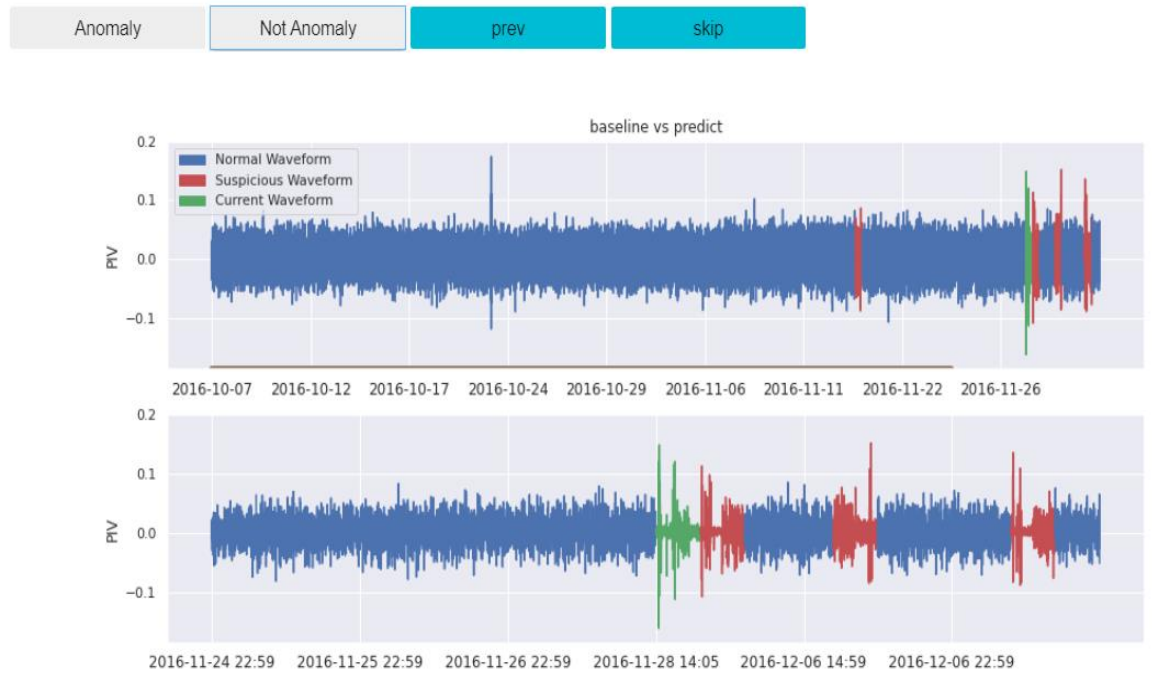 Anomaly Not Anomaly prev skip
baseline vs predict
0.2
Normal Waveform
Suspicious Waveform
Current Waveform
0.1
PIV
0.0
−0.1
2016-10-07 2016-10-12 2016-10-17 2016-10-24 2016-10-29 2016-11-06 2016-11-11 2016-11-22 2016-11-26
0.2
0.1
PIV
0.0
−0.1
2016-11-24 22:59 2016-11-25 22:59 2016-11-26 22:59 2016-11-28 14:05 2016-12-06 14:59 2016-12-06 22:59